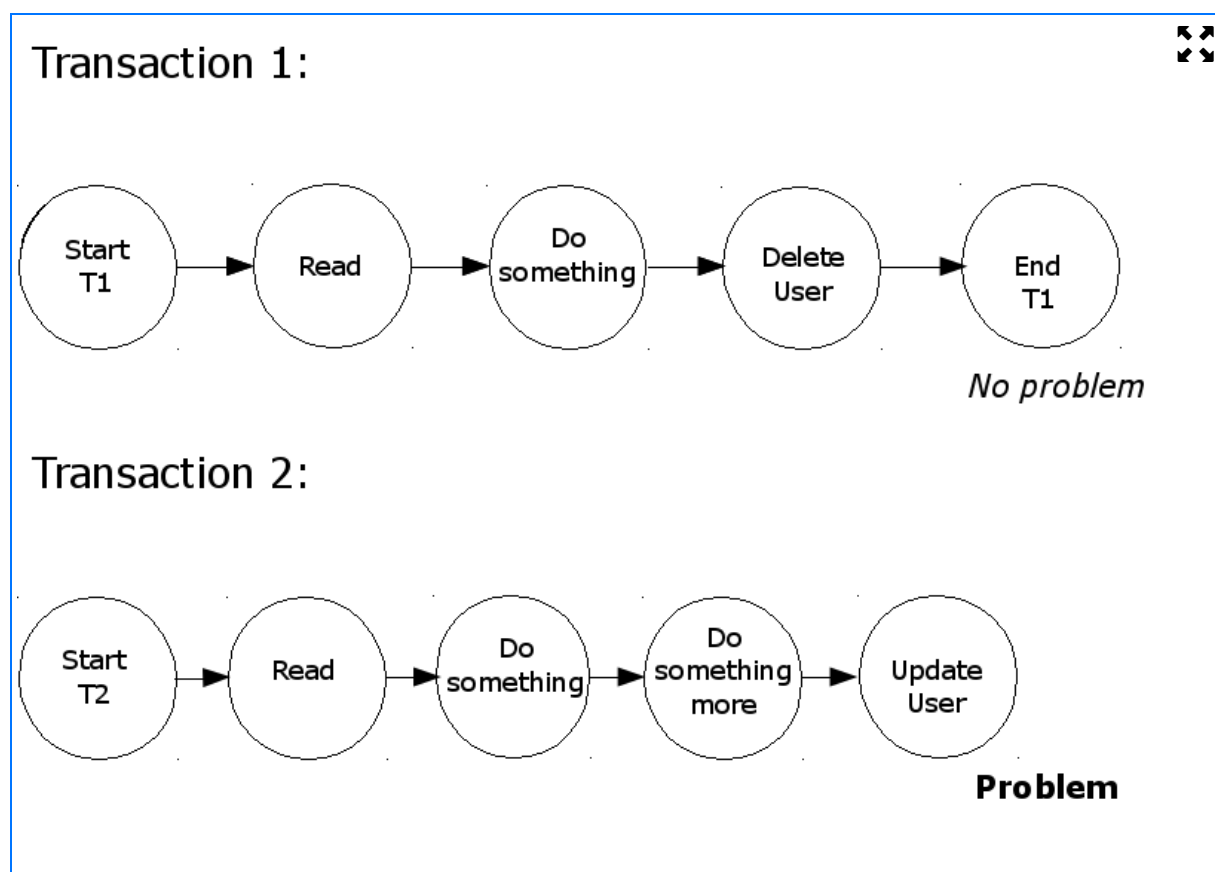 Transaction 1:
Start
T1
Read
Do
something
Delete
User
End
T1
No problem
Transaction 2:
Start
T2
Read
Do
something
Do
something
more
Update
User
Problem